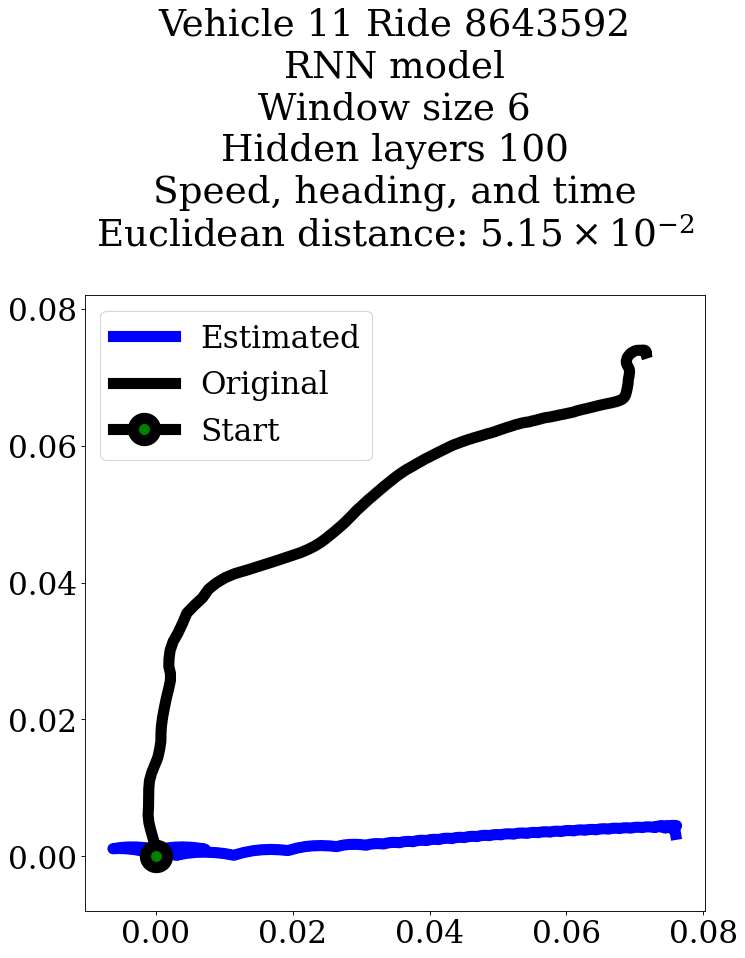 Vehicle 11 Ride 8643592
RNN model
Window size 6
Hidden layers 100
Speed, heading, and time
Euclidean distance: 5.15 × 10⁻²
0.08
Estimated
Original
Start
0.06
0.04
0.02
0.00
0.00 0.02 0.04 0.06 0.08